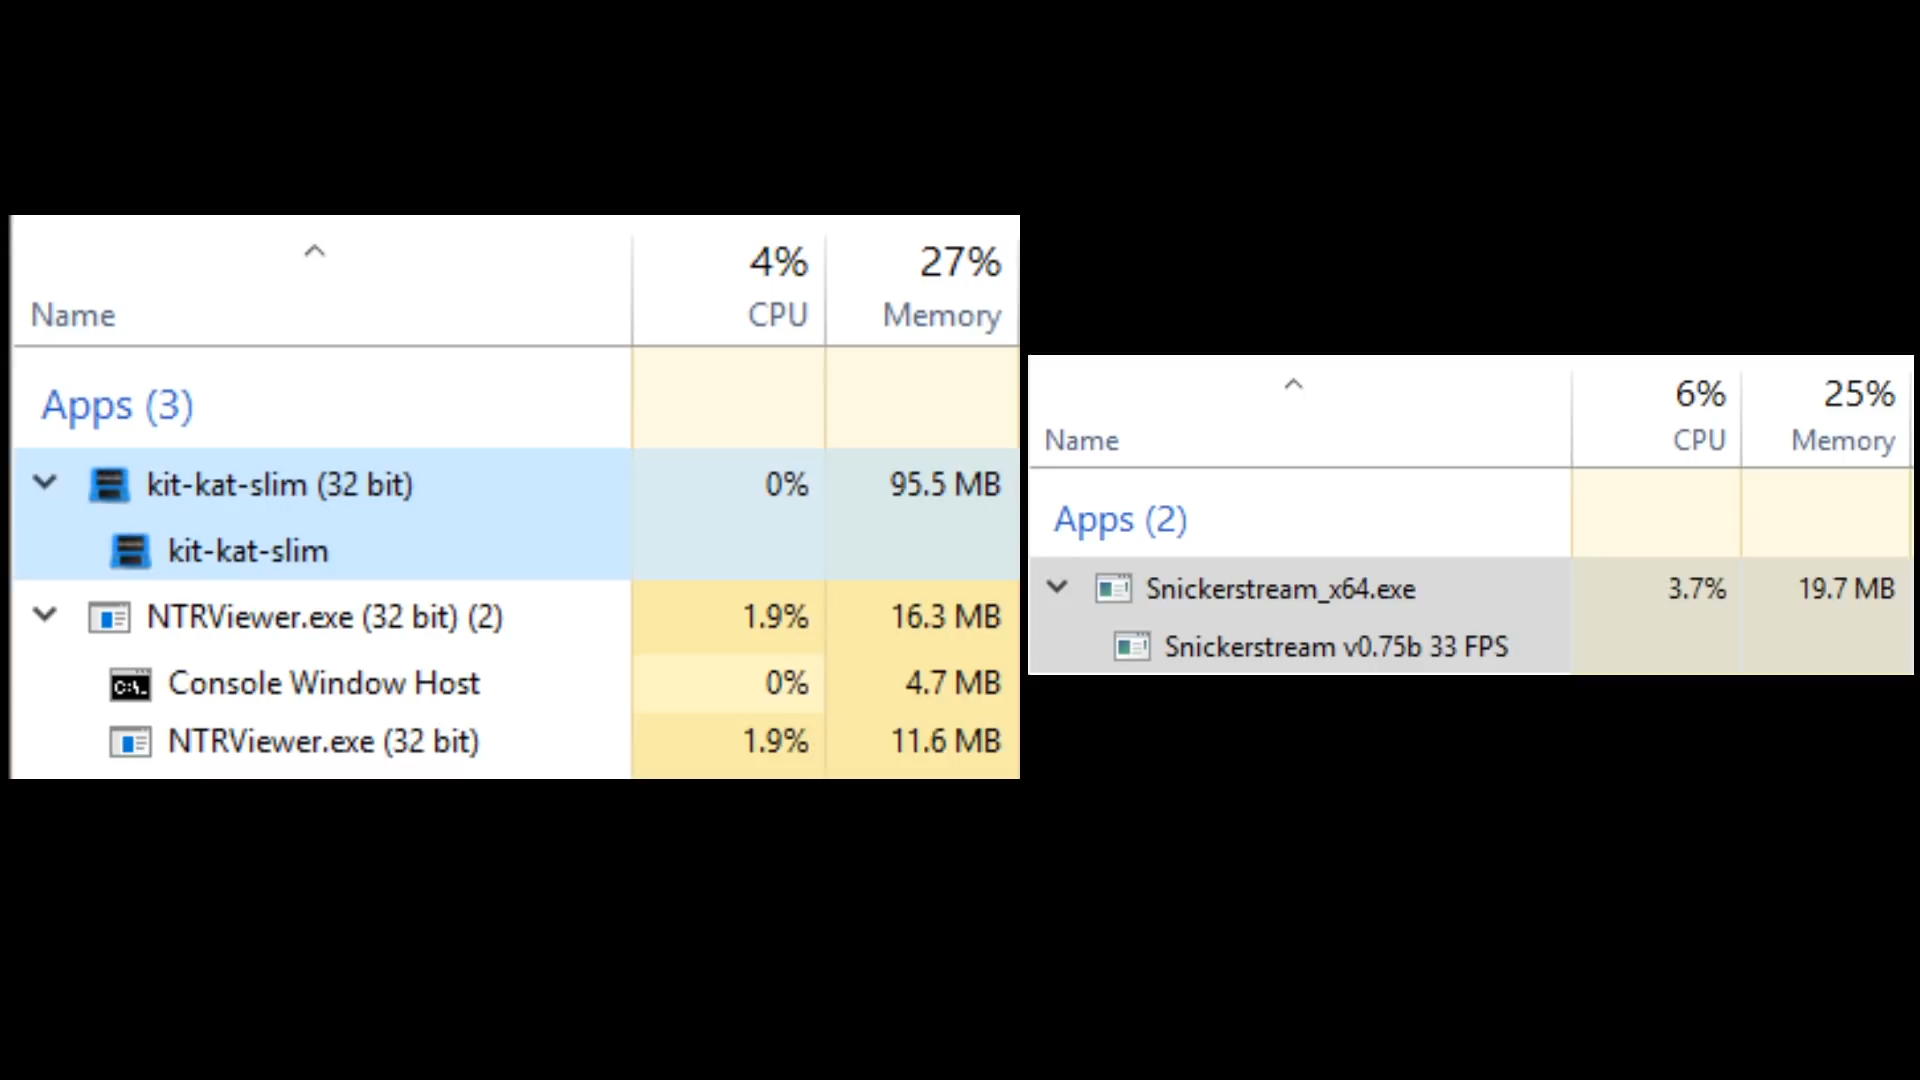 4% 27%
Name CPU Memory
Apps (3)
kit-kat-slim (32 bit) 0% 95.5 MB
kit-kat-slim
NTRViewer.exe (32 bit) (2) 1.9% 16.3 MB
C:\. Console Window Host 0% 4.7 MB
NTRViewer.exe (32 bit) 1.9% 11.6 MB
6% 25%
Name CPU Memory
Apps (2)
Snickerstream_x64.exe 3.7% 19.7 MB
Snickerstream v0.75b 33 FPS